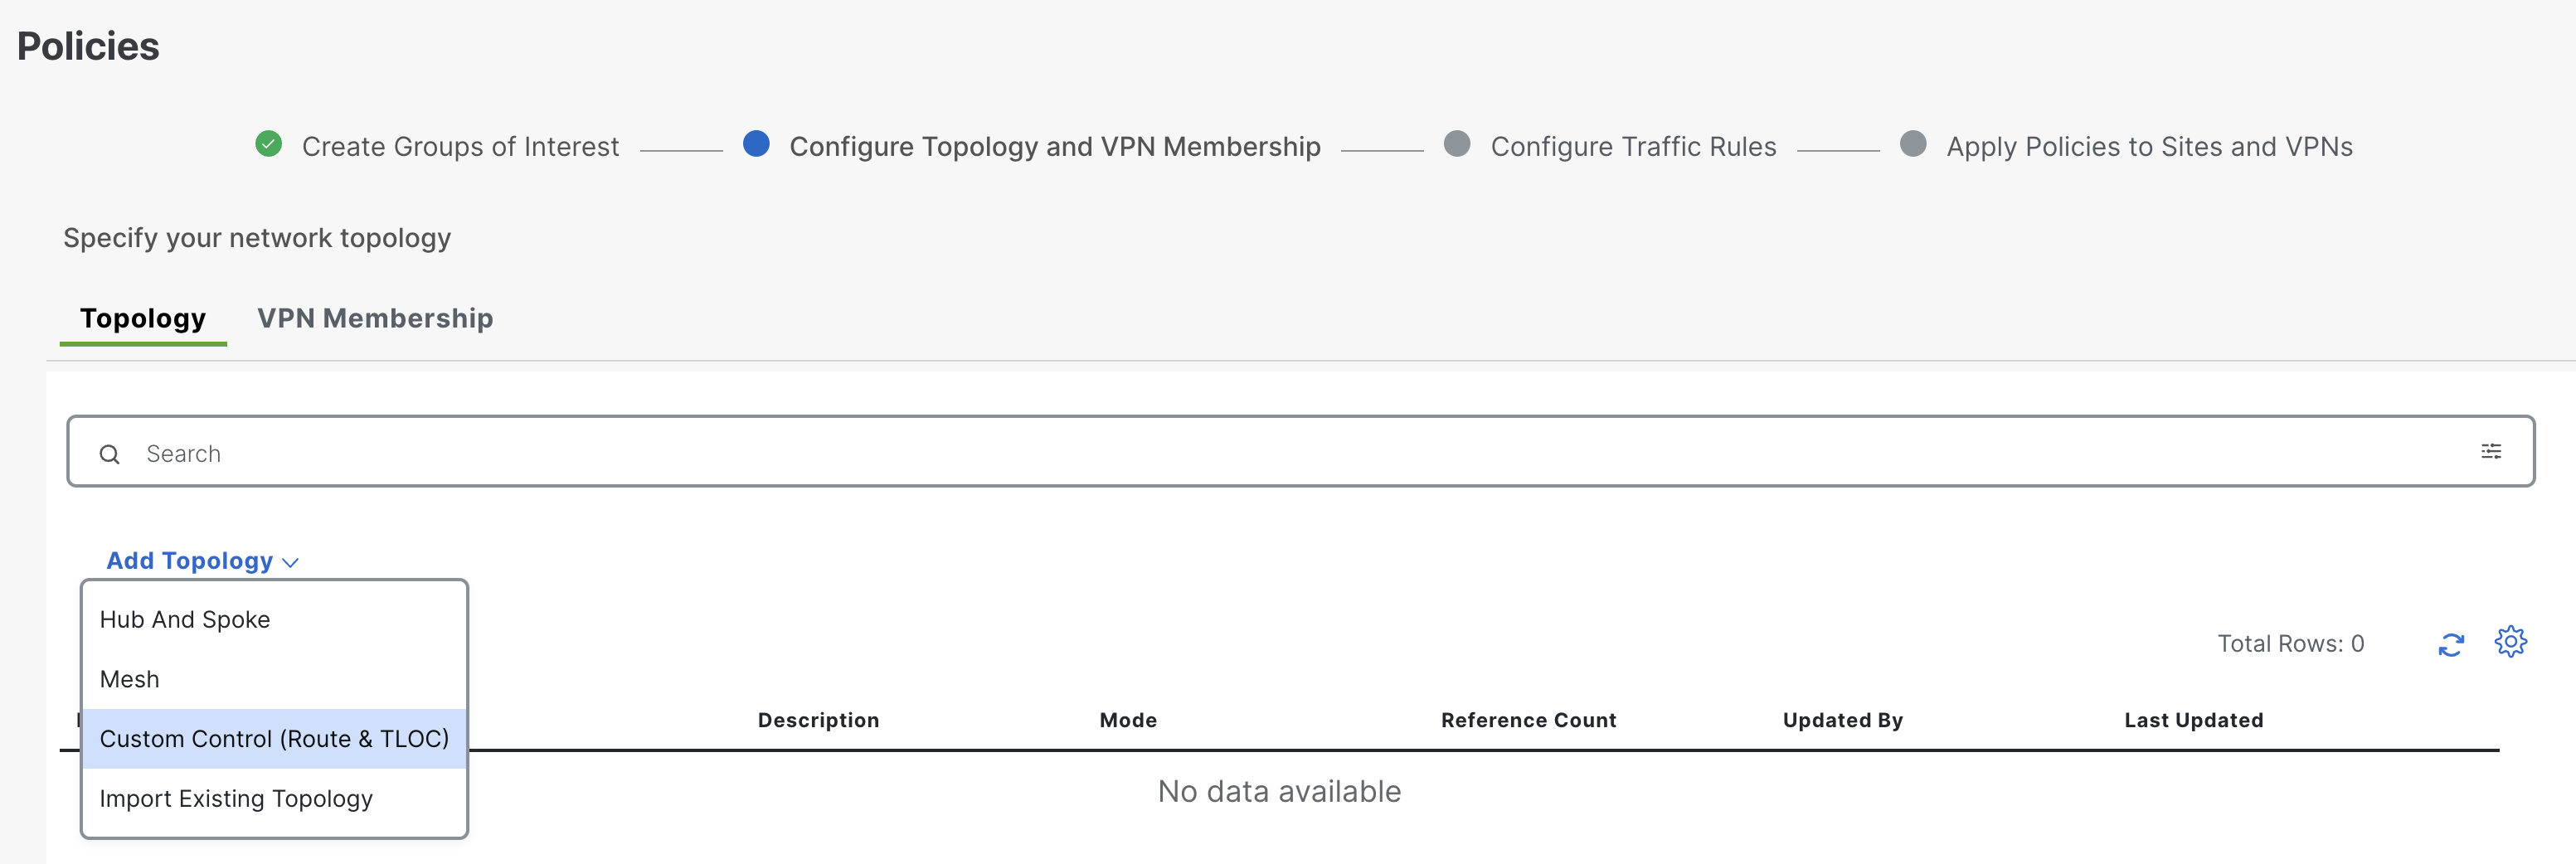 Policies
Create Groups of Interest
Configure Topology and VPN Membership
Configure Traffic Rules
Apply Policies to Sites and VPNs
Specify your network topology
Topology
VPN Membership
Search
Add Topology
Hub And Spoke
Mesh
Custom Control (Route & TLOC)
Import Existing Topology
Total Rows: 0
Description
Mode
Reference Count
Updated By
Last Updated
No data available